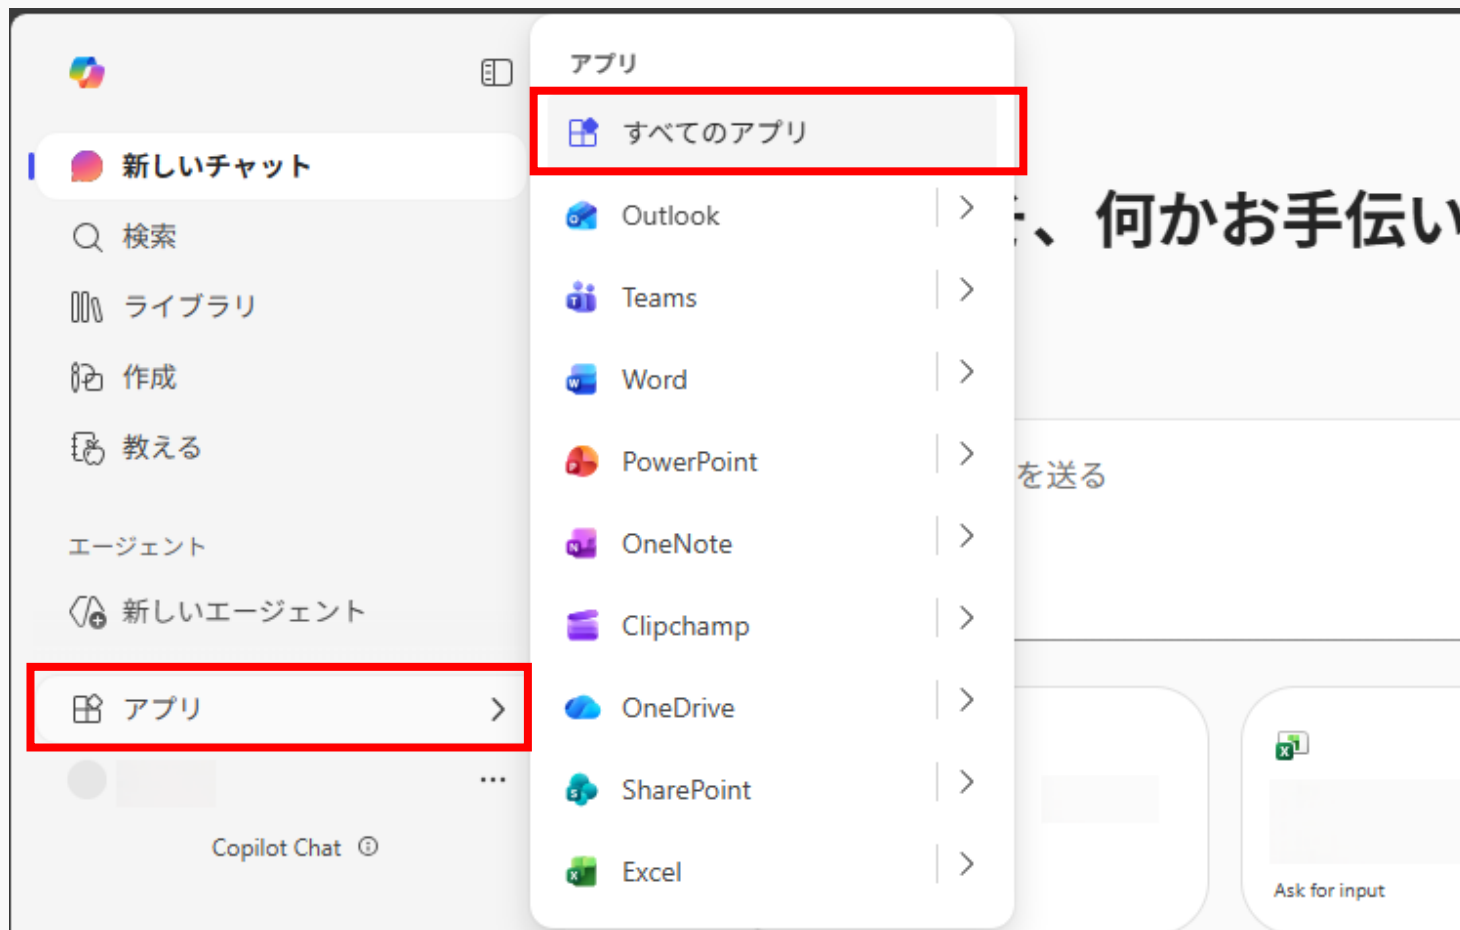 新しいチャット
検索
ライブラリ
作成
教える
エージェント
新しいエージェント
アプリ
Copilot Chat
アプリ
すべてのアプリ
Outlook
Teams
Word
PowerPoint
OneNote
Clipchamp
OneDrive
SharePoint
Excel
、何かお手伝い
を送る
Ask for input